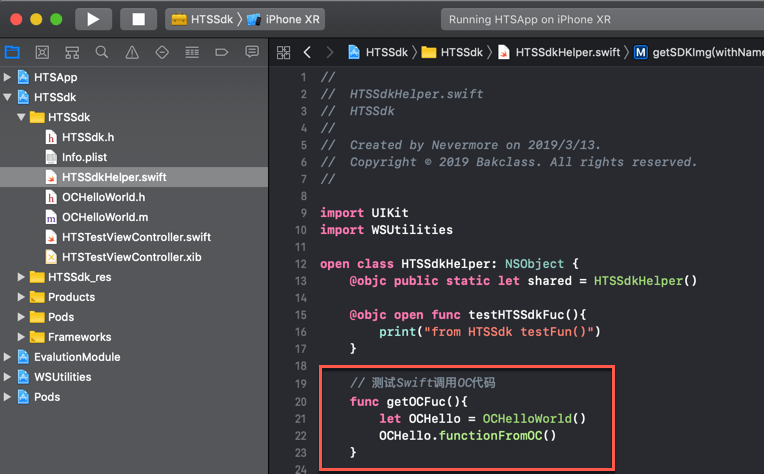 HTSSdk 〉 iPhone XR
Running HTSApp on iPhone XR
HTSSdk 〉 HTSSdk 〉 HTSSdkHelper.swift 〉 M getSDKImg(withNam
HTSApp
HTSSdk
HTSSdk
h HTSSdk.h
Info.plist
HTSSdkHelper.swift
h OCHelloWorld.h
m OCHelloWorld.m
HTSTestViewController.swift
HTSTestViewController.xib
HTSSdk_res
Products
Pods
Frameworks
EvalutionModule
WSUtilities
Pods
1 //
2 //  HTSSdkHelper.swift
3 //  HTSSdk
4 //
5 //  Created by Nevermore on 2019/3/13.
6 //  Copyright © 2019 Bakclass. All rights reserved.
7 //
8
9 import UIKit
10 import WSUtilities
11
12 open class HTSSdkHelper: NSObject {
13     @objc public static let shared = HTSSdkHelper()
14
15     @objc open func testHTSSdkFuc(){
16         print("from HTSSdk testFun()")
17     }
18
19     // 测试Swift调用OC代码
20     func getOCFuc(){
21         let OCHello = OCHelloWorld()
22         OCHello.functionFromOC()
23     }
24